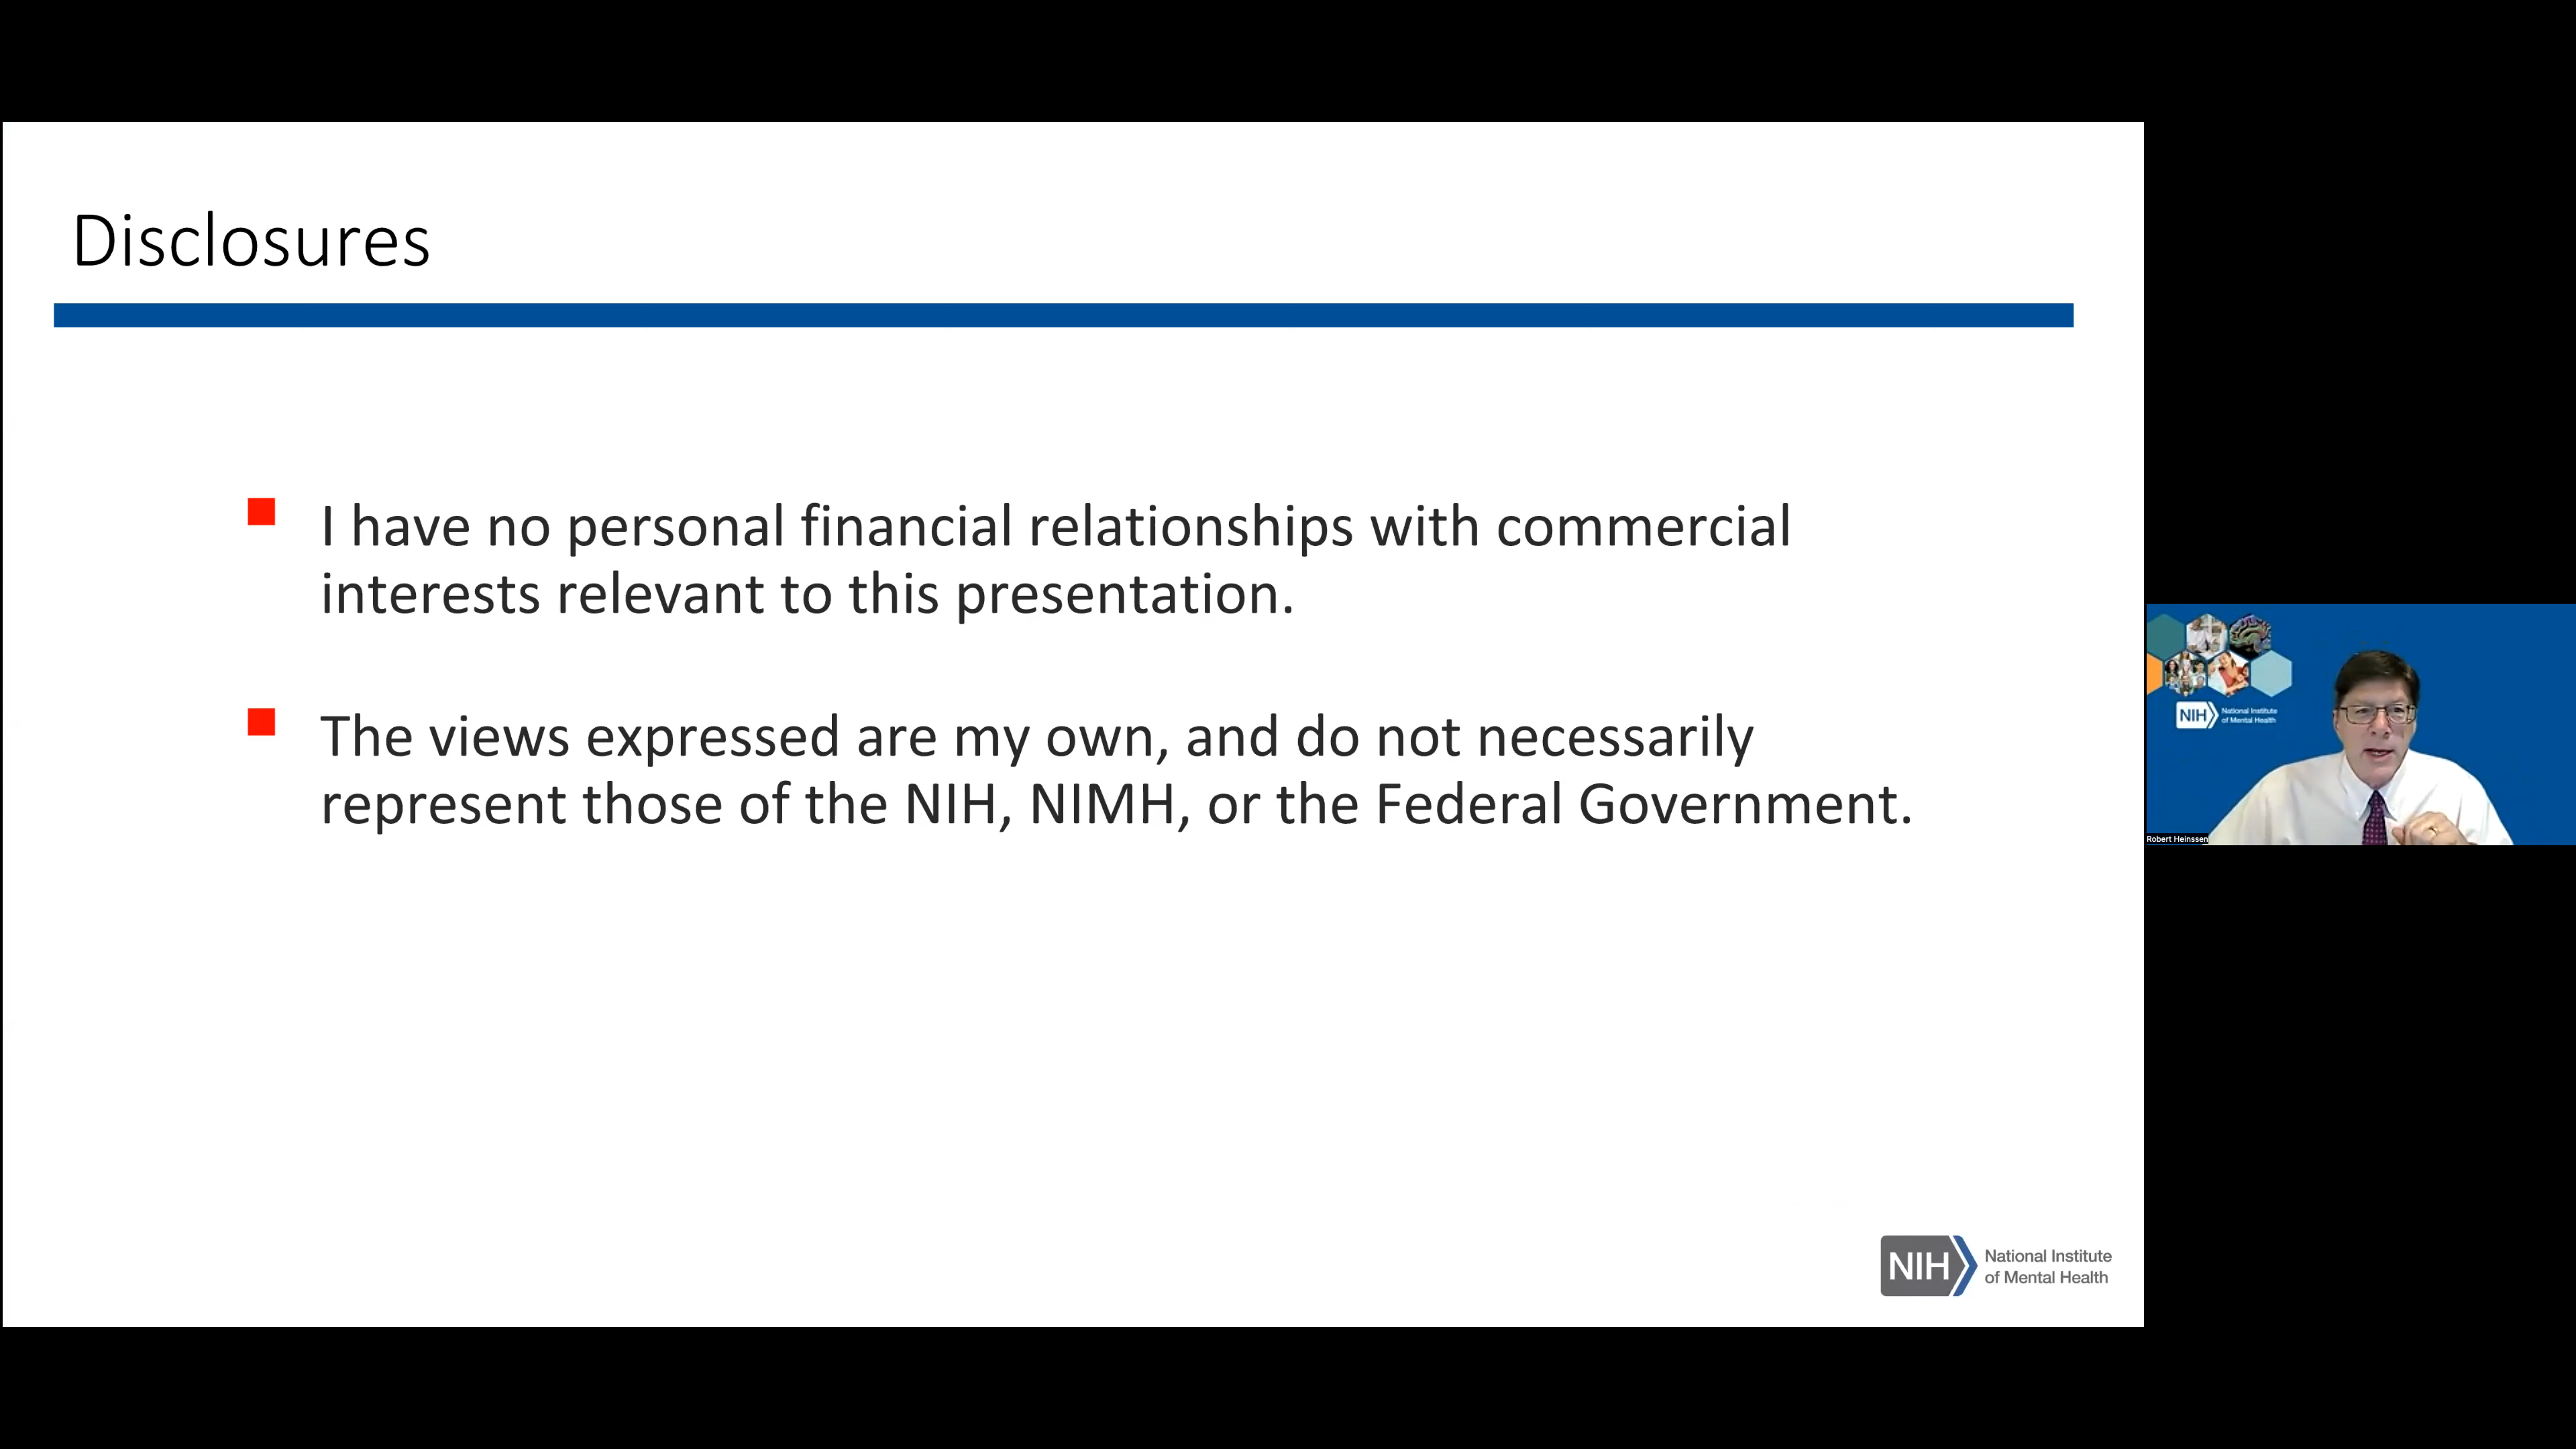 Disclosures
I have no personal financial relationships with commercial
interests relevant to this presentation.
The views expressed are my own, and do not necessarily
represent those of the NIH, NIMH, or the Federal Government.
NIH
National Institute
of Mental Health
Robert Heinssen
NIH
National Institute
of Mental Health